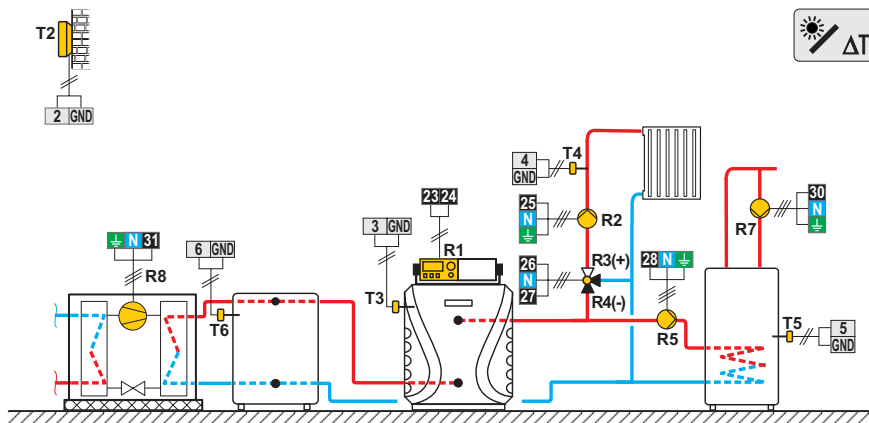 T2
2 GND
ΔT
4
GND
T4
23 24
3 GND
25
N
R2
30
N
R7
N 31
6 GND
R8
R1
R3(+)
28 N
26
N
27
R4(-)
T3
T6
R5
T5
5
GND